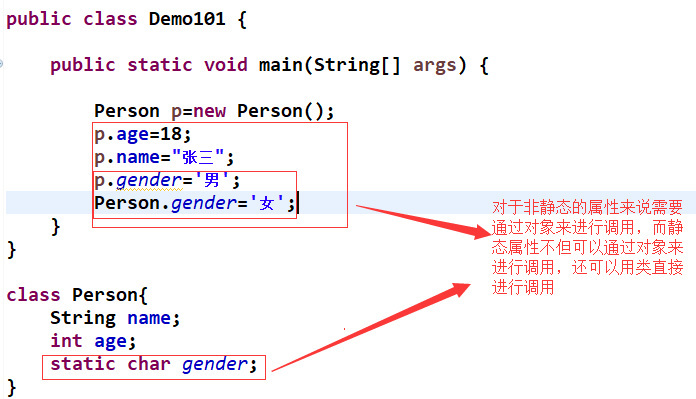 public class Demo101 {
public static void main(String[] args) {
Person p=new Person();
p.age=18;
p.name="张三";
p.gender='男';
Person.gender='女';
}
}
class Person{
String name;
int age;
static char gender;
}
对于非静态的属性来说需要
通过对象来进行调用，而静
态属性不但可以通过对象来
进行调用，还可以用类直接
进行调用